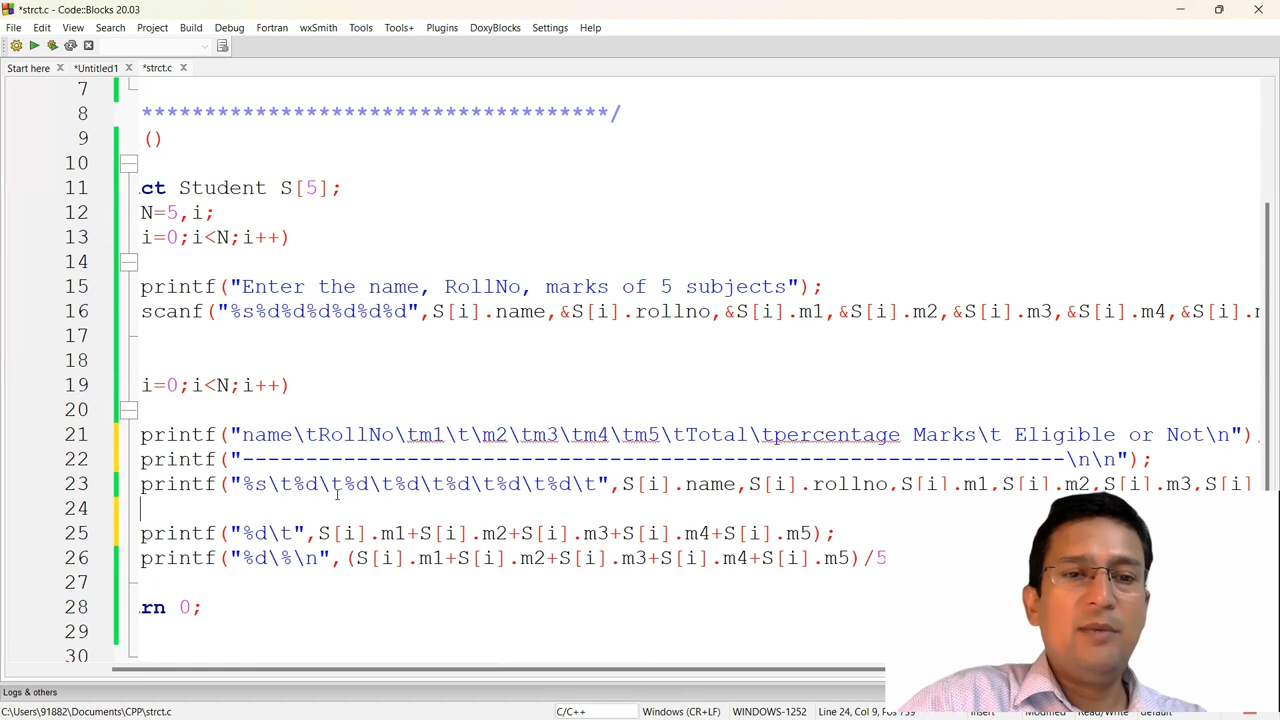 *strct.c - Code::Blocks 20.03
File Edit View Search Project Build Debug Fortran wxSmith Tools Tools+ Plugins DoxyBlocks Settings Help
Start here *Untitled1 *strct.c
7
8 *************************************/
9 ()
10
11 ct Student S[5];
12 N=5,i;
13 i=0;i<N;i++)
14
15 printf("Enter the name, RollNo, marks of 5 subjects");
16 scanf("%s%d%d%d%d%d%d",S[i].name,&S[i].rollno,&S[i].m1,&S[i].m2,&S[i].m3,&S[i].m4,&S[i].
17
18
19 i=0;i<N;i++)
20
21 printf("name\tRollNo\tm1\t\m2\tm3\tm4\tm5\tTotal\tpercentage Marks\t Eligible or Not\n")
22 printf("-----------------------------------------------------------------\n\n");
23 printf("%s\t%d\t%d\t%d\t%d\t%d\t%d\t",S[i].name,S[i].rollno,S[i].m1,S[i].m2,S[i].m3,S[i]
24
25 printf("%d\t",S[i].m1+S[i].m2+S[i].m3+S[i].m4+S[i].m5);
26 printf("%d\%\n",(S[i].m1+S[i].m2+S[i].m3+S[i].m4+S[i].m5)/5
27
28 rn 0;
29
30
Logs & others
C:\Users\91882\Documents\CPP\strct.c C/C++ Windows (CR+LF) WINDOWS-1252 Line 24, Col 9, Pos 739 Insert Modified Read/Write default